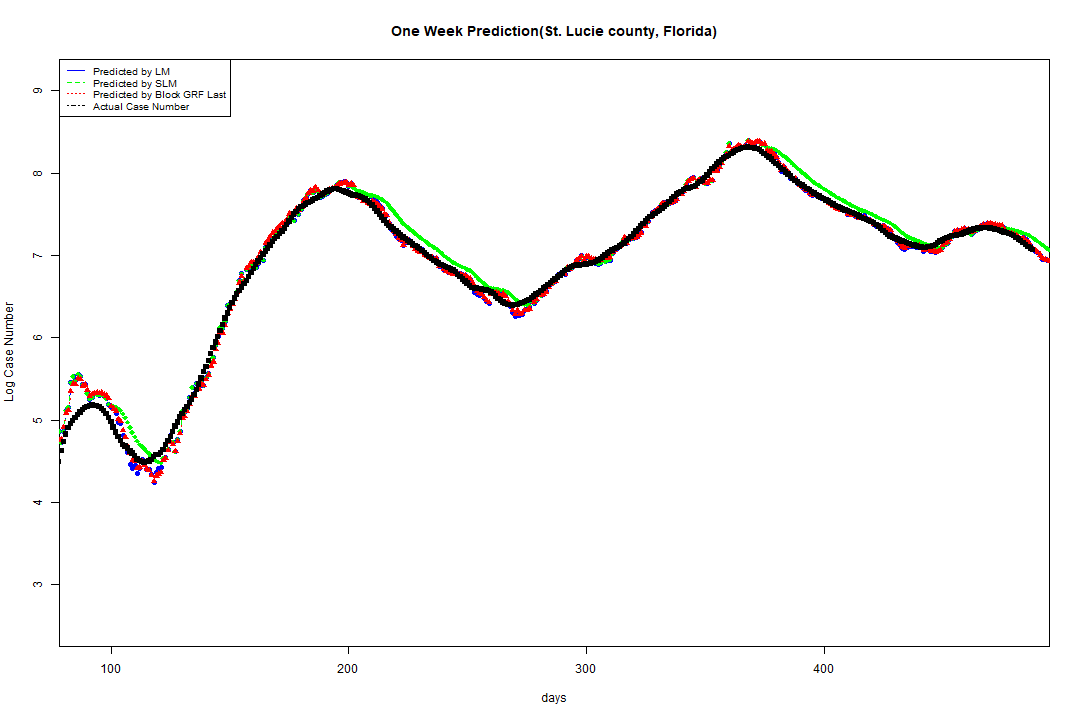 One Week Prediction(St. Lucie county, Florida)
Predicted by LM
Predicted by SLM
Predicted by Block GRF Last
Actual Case Number
9
8
7
6
5
4
3
Log Case Number
100 200 300 400
days